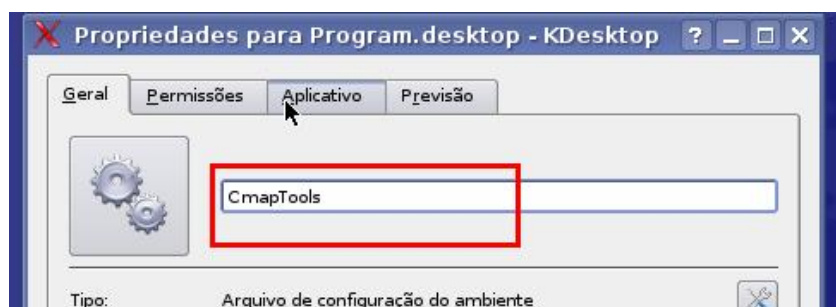 Propriedades para Program.desktop - KDesktop ? _ □ X
Geral Permissões Aplicativo Previsão
CmapTools
Tipo: Arquivo de configuração do ambiente